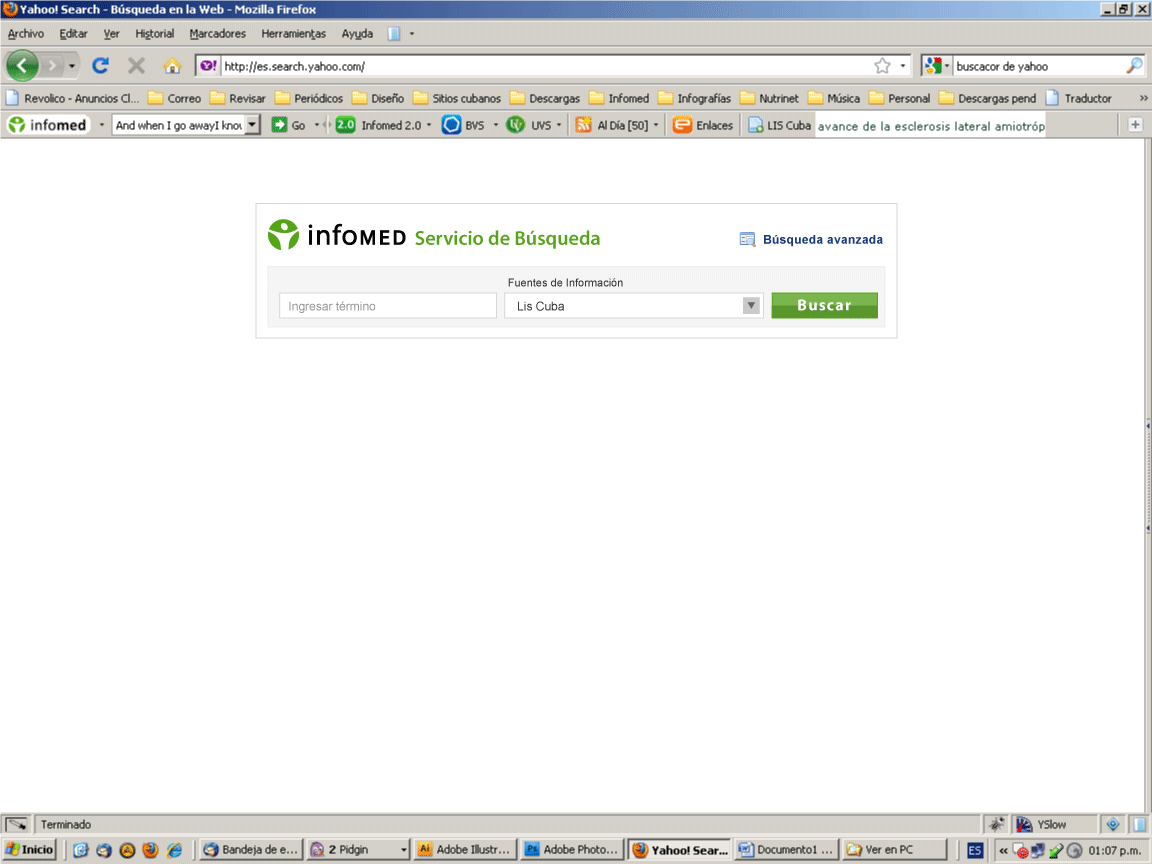 Yahoo! Search - Búsqueda en la Web - Mozilla Firefox
Archivo Editar Ver Historial Marcadores Herramientas Ayuda
http://es.search.yahoo.com/ buscacor de yahoo
Revolico - Anuncios Cl... Correo Revisar Periódicos Diseño Sitios cubanos Descargas Infomed Infografías Nutrinet Música Personal Descargas pend Traductor »
infomed And when I go awayI knou Go 2.0 Infomed 2.0 BVS UVS Al Día [50] Enlaces LIS Cuba avance de la esclerosis lateral amiotróp
infoMED Servicio de Búsqueda Búsqueda avanzada
Fuentes de Información
Ingresar término Lis Cuba Buscar
Terminado YSlow
Inicio Bandeja de e... 2 Pidgin Ai Adobe Illustr... Ps Adobe Photo... Yahoo! Sear... Documento1 ... Ver en PC ES « 01:07 p.m.